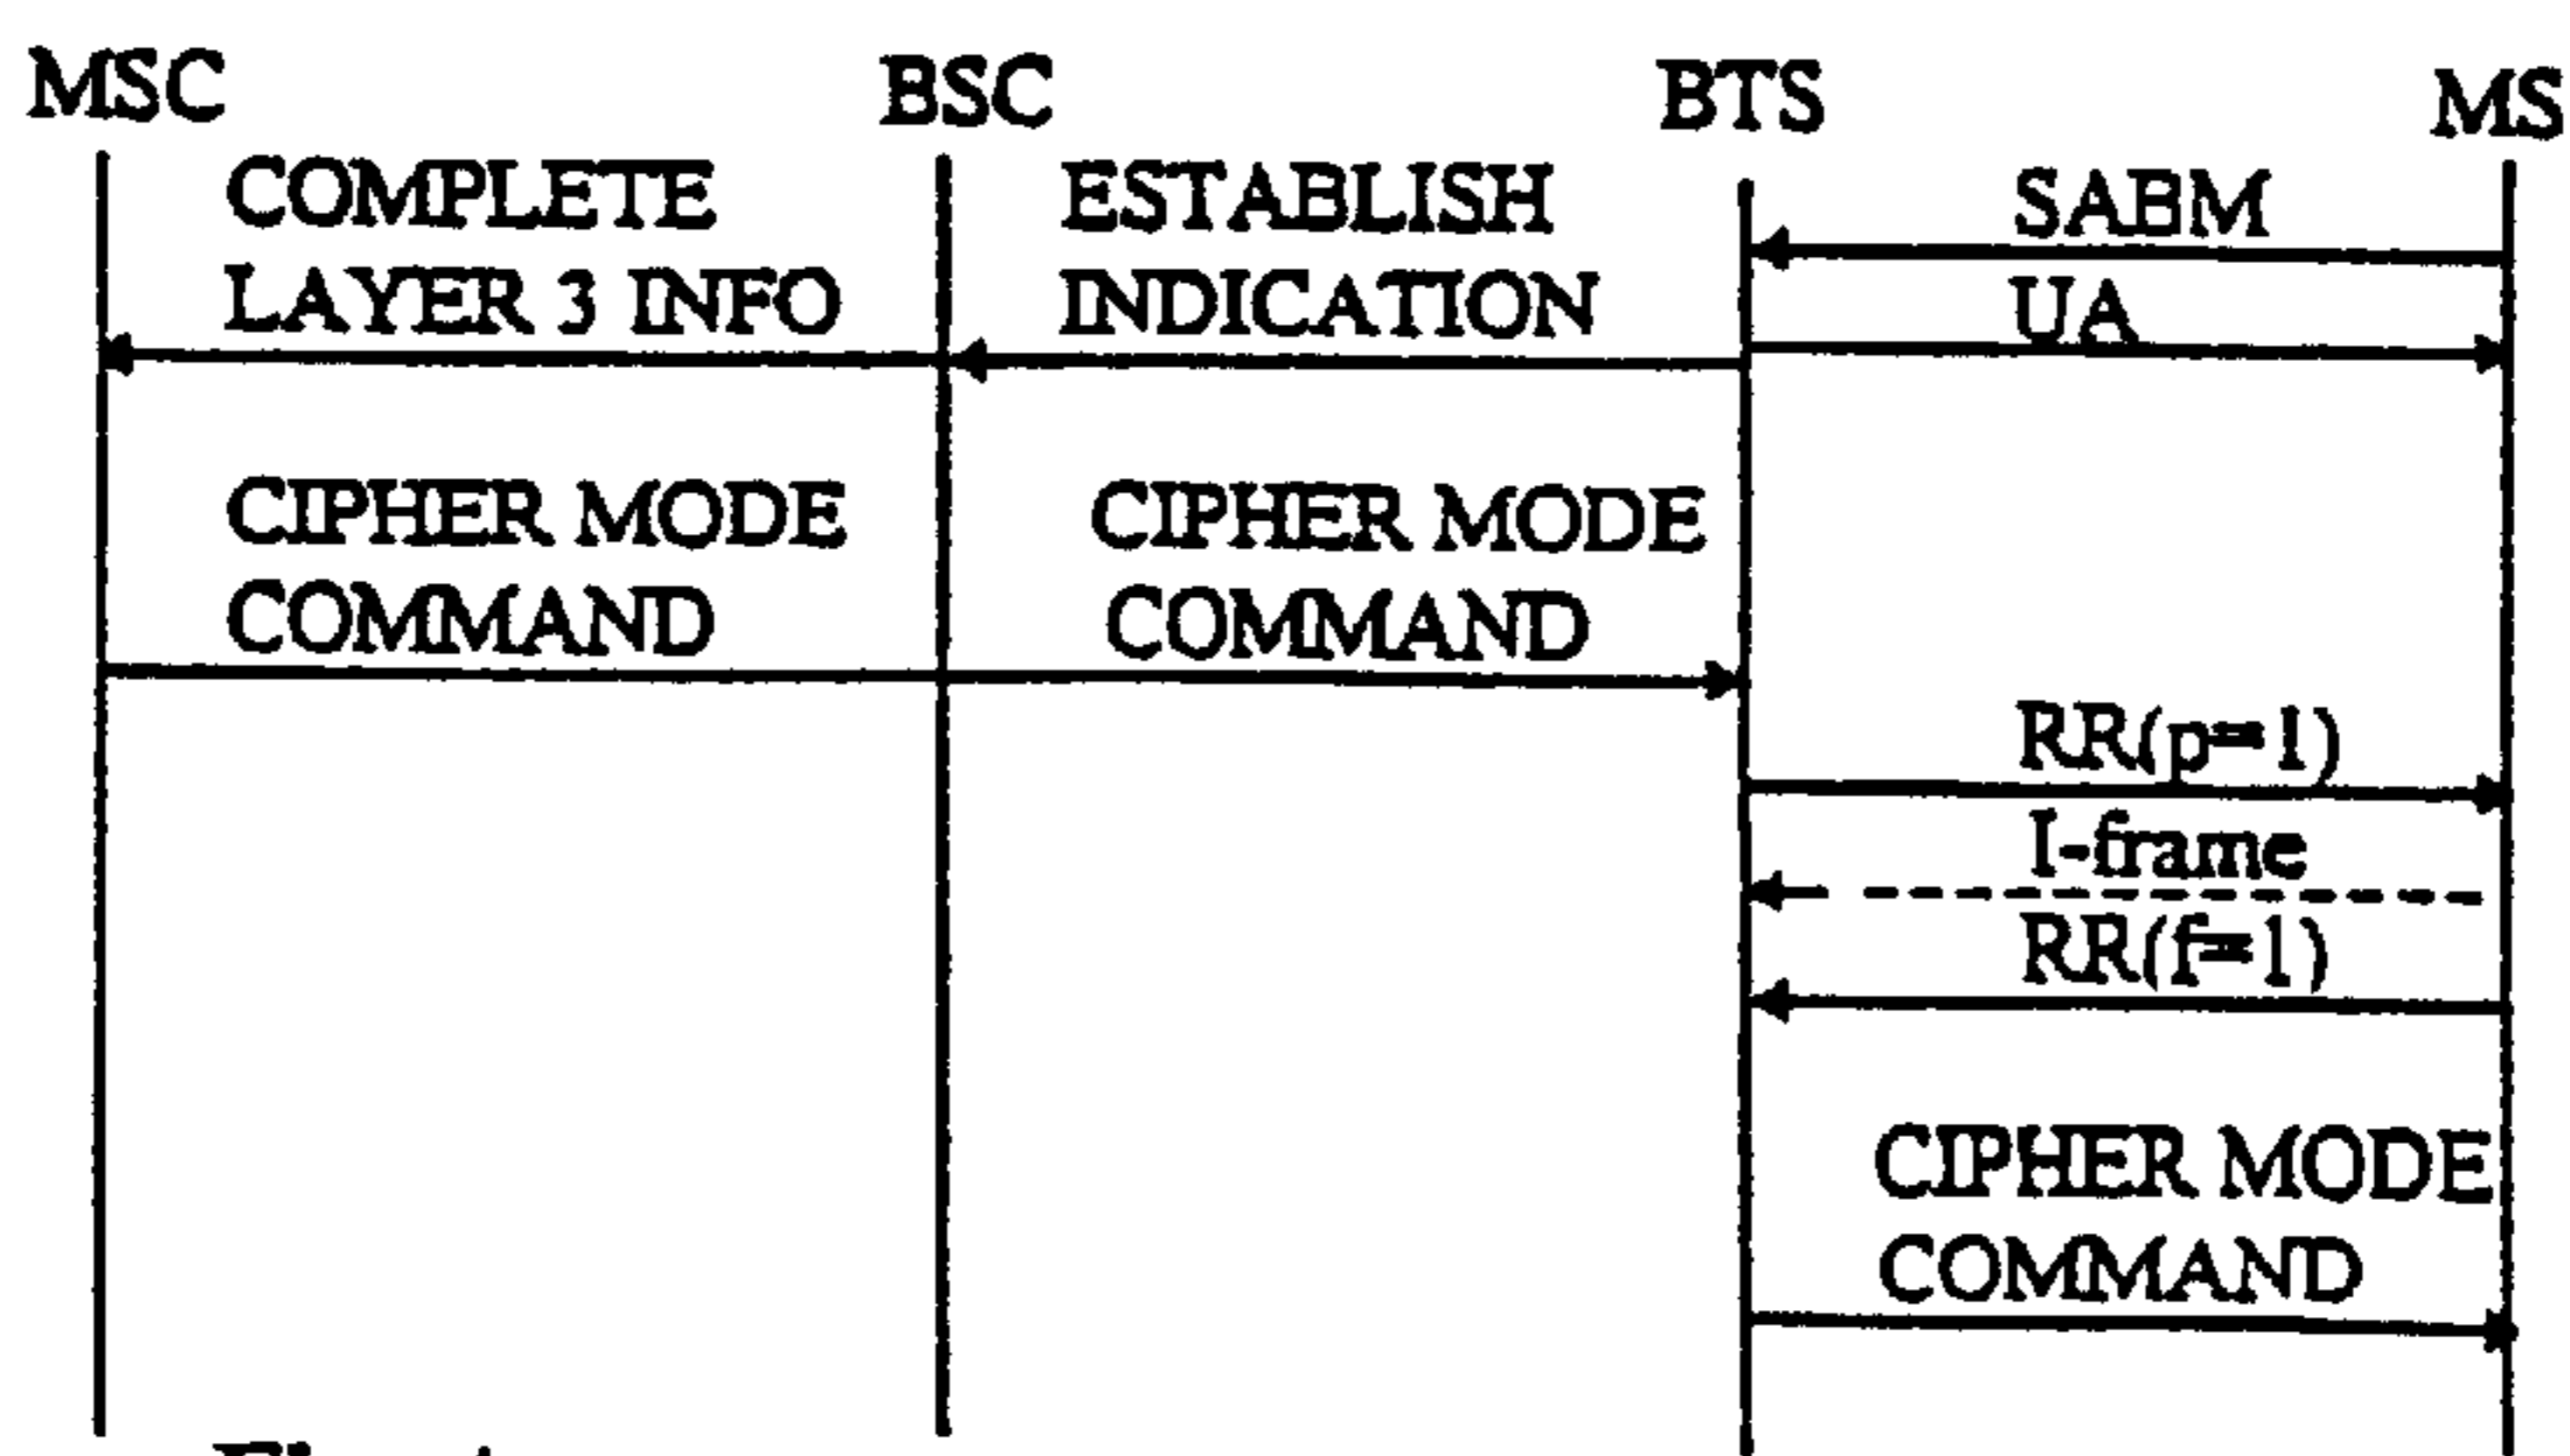 MSC BSC BTS MS
COMPLETE ESTABLISH SABM
LAYER 3 INFO INDICATION UA
CIPHER MODE CIPHER MODE
COMMAND COMMAND
RR(p=1)
I-frame
RR(f=1)
CIPHER MODE
COMMAND